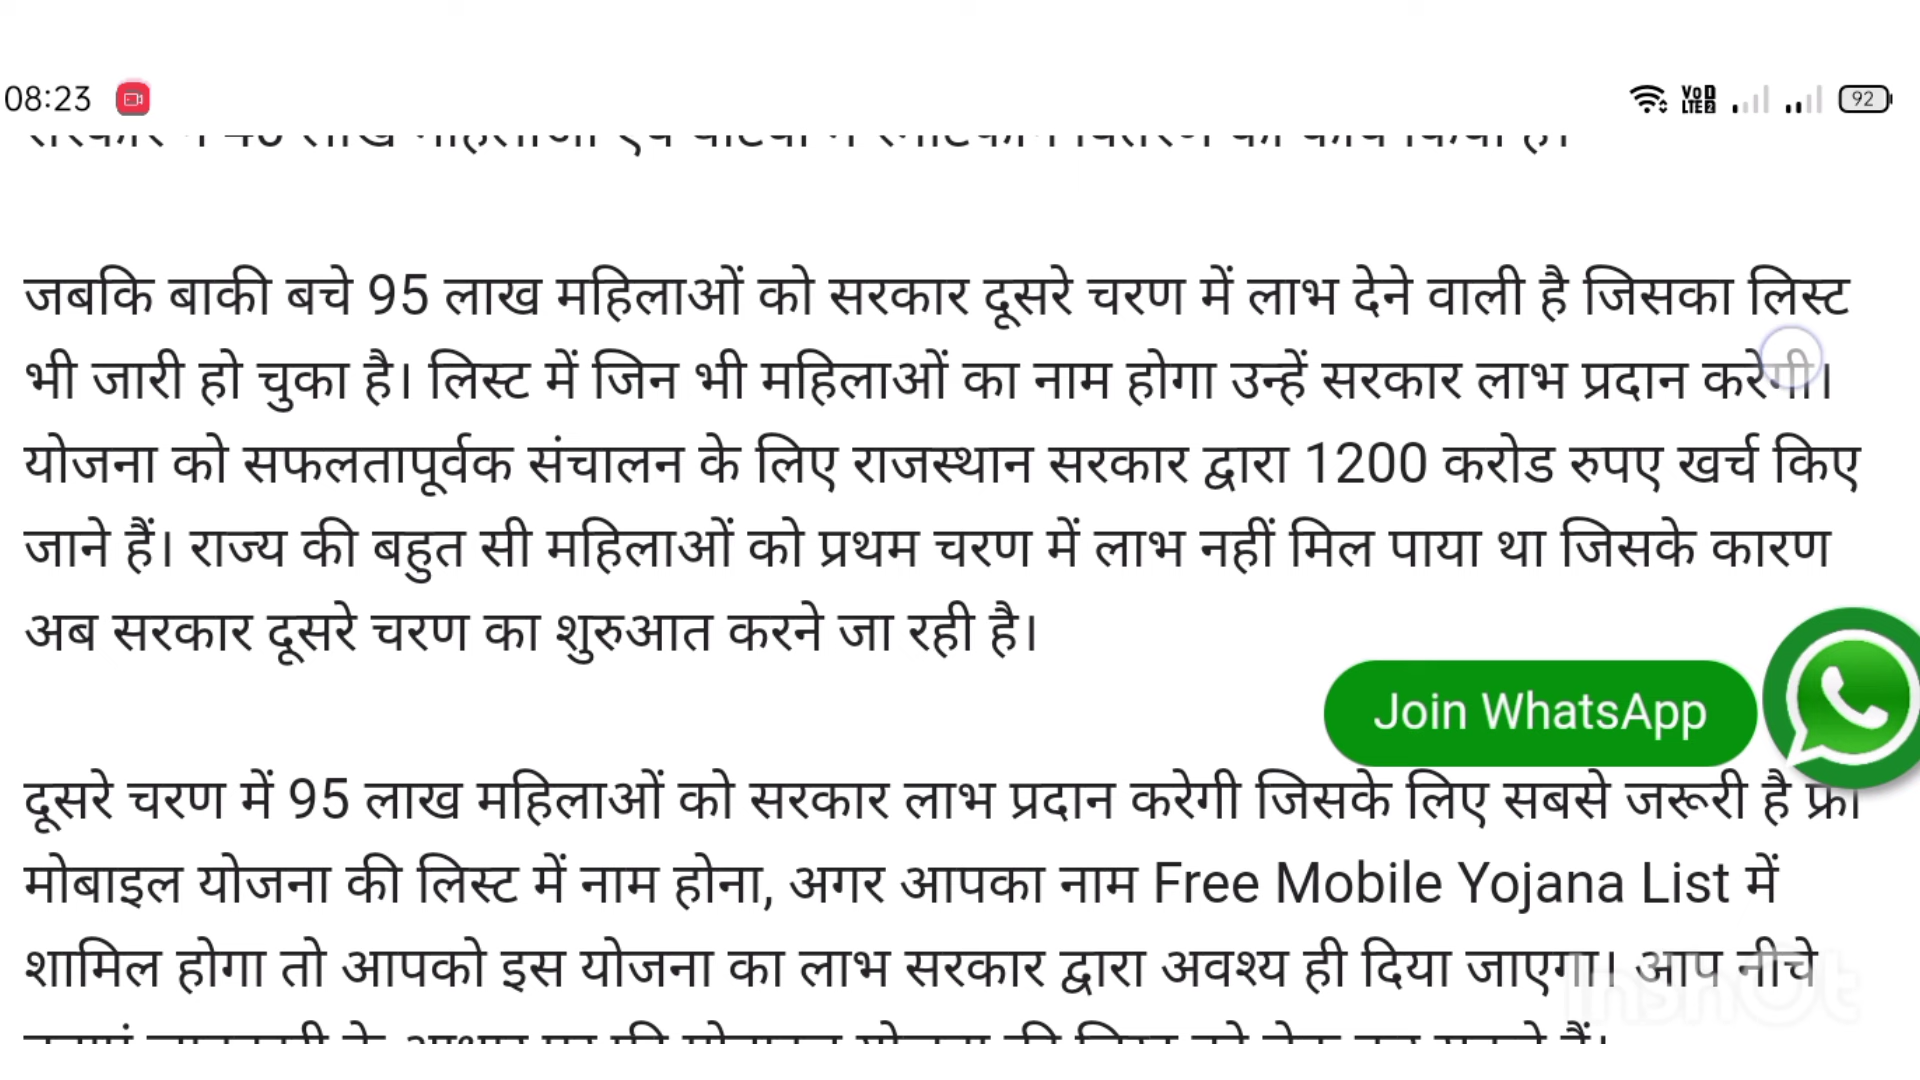 08:23
VoD LTE2 92
जबकि बाकी बचे 95 लाख महिलाओं को सरकार दूसरे चरण में लाभ देने वाली है जिसका लिस्ट
भी जारी हो चुका है। लिस्ट में जिन भी महिलाओं का नाम होगा उन्हें सरकार लाभ प्रदान करेगी।
योजना को सफलतापूर्वक संचालन के लिए राजस्थान सरकार द्वारा 1200 करोड रुपए खर्च किए
जाने हैं। राज्य की बहुत सी महिलाओं को प्रथम चरण में लाभ नहीं मिल पाया था जिसके कारण
अब सरकार दूसरे चरण का शुरुआत करने जा रही है।
Join WhatsApp
दूसरे चरण में 95 लाख महिलाओं को सरकार लाभ प्रदान करेगी जिसके लिए सबसे जरूरी है फ्री
मोबाइल योजना की लिस्ट में नाम होना, अगर आपका नाम Free Mobile Yojana List में
शामिल होगा तो आपको इस योजना का लाभ सरकार द्वारा अवश्य ही दिया जाएगा। आप नीचे
InShOt